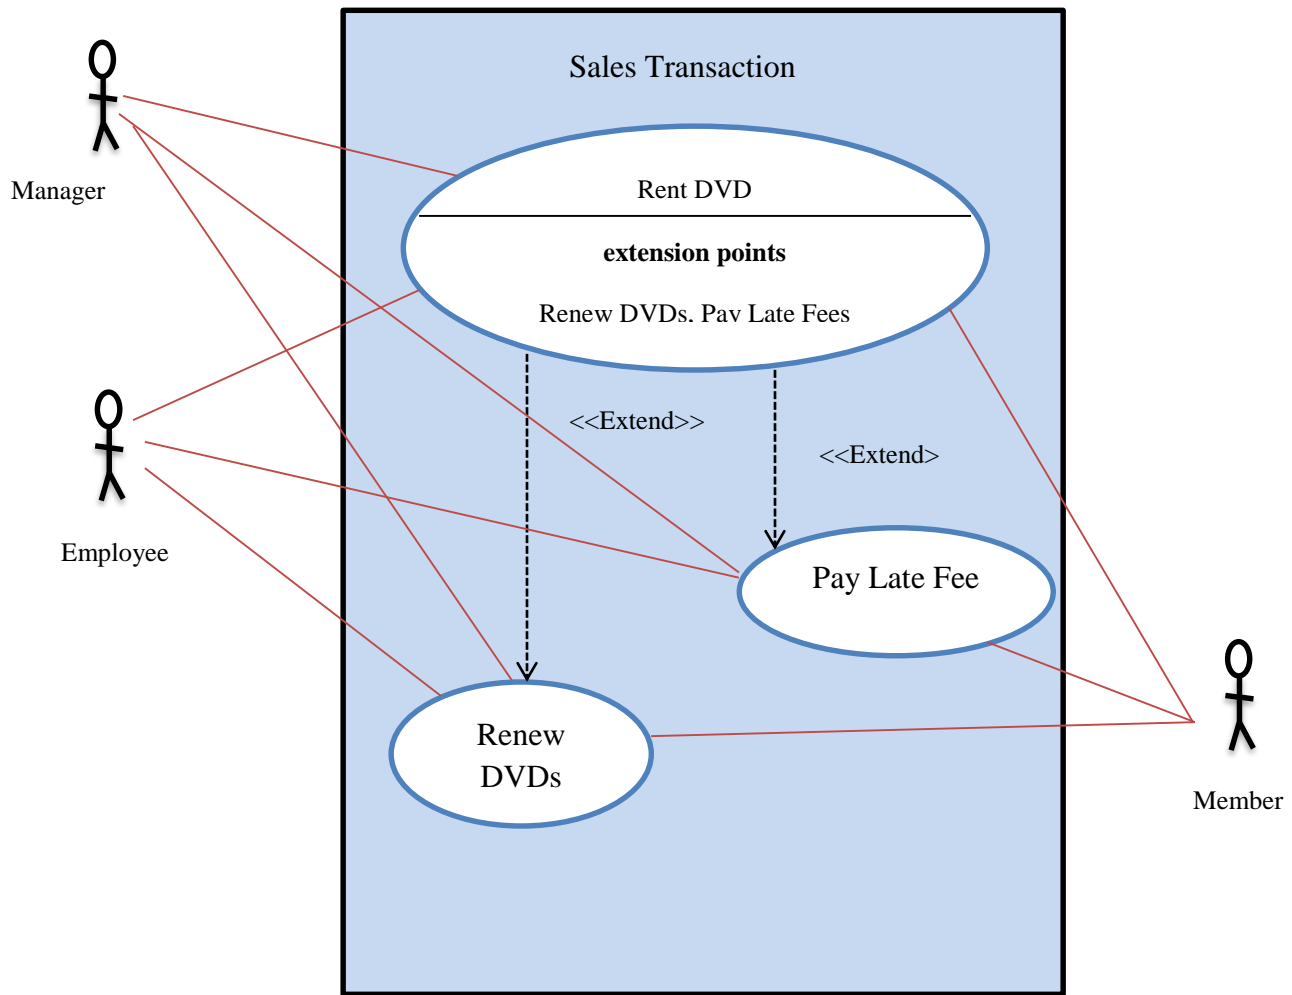 Sales Transaction
Manager
Rent DVD
extension points
Renew DVDs, Pay Late Fees
<<Extend>>
<<Extend>
Employee
Pay Late Fee
Renew
DVDs
Member